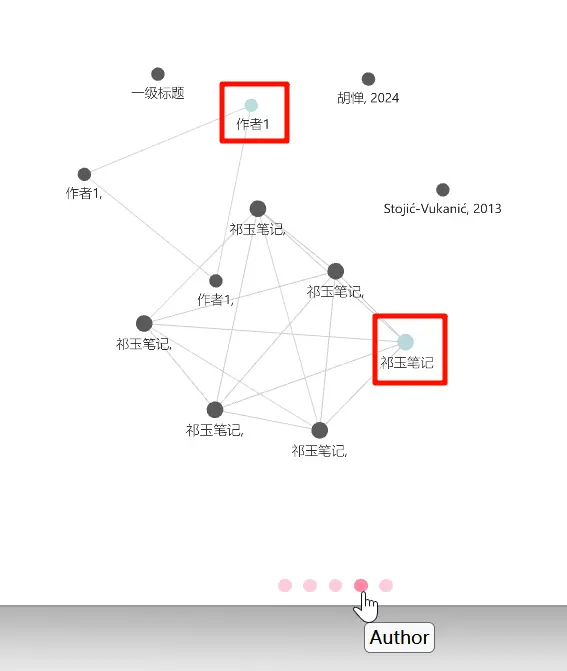 一级标题
胡惮, 2024
作者1
作者1,
Stojić-Vukanić, 2013
祁玉笔记,
祁玉笔记,
作者1,
祁玉笔记,
祁玉笔记
祁玉笔记,
祁玉笔记,
Author